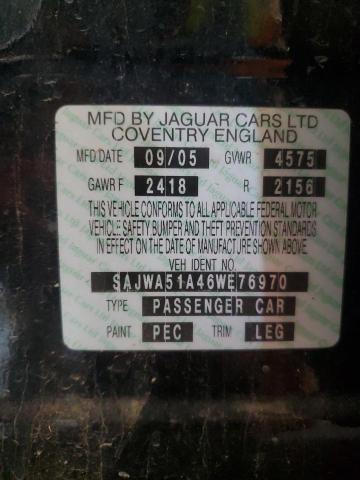 MFD BY JAGUAR CARS LTD
COVENTRY ENGLAND
MFD DATE 09/05 GVWR 4575
GAWR F 2418 R 2156
THIS VEHICLE CONFORMS TO ALL APPLICABLE FEDERAL MOTOR
VEHICLE SAFETY BUMPER AND THEFT PREVENTION STANDARDS
IN EFFECT ON THE DATE OF MANUFACTURE SHOWN ABOVE.
VEH IDENT NO.
SAJWA51A46WE76970
TYPE PASSENGER CAR
PAINT PEC TRIM LEG